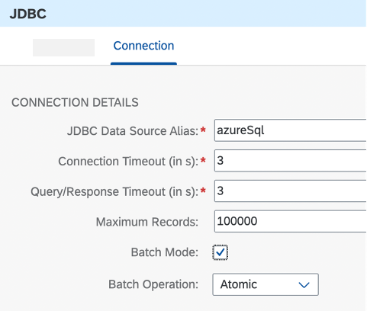 JDBC
Connection
CONNECTION DETAILS
JDBC Data Source Alias:* azureSql
Connection Timeout (in s):* 3
Query/Response Timeout (in s):* 3
Maximum Records: 100000
Batch Mode:
Batch Operation: Atomic